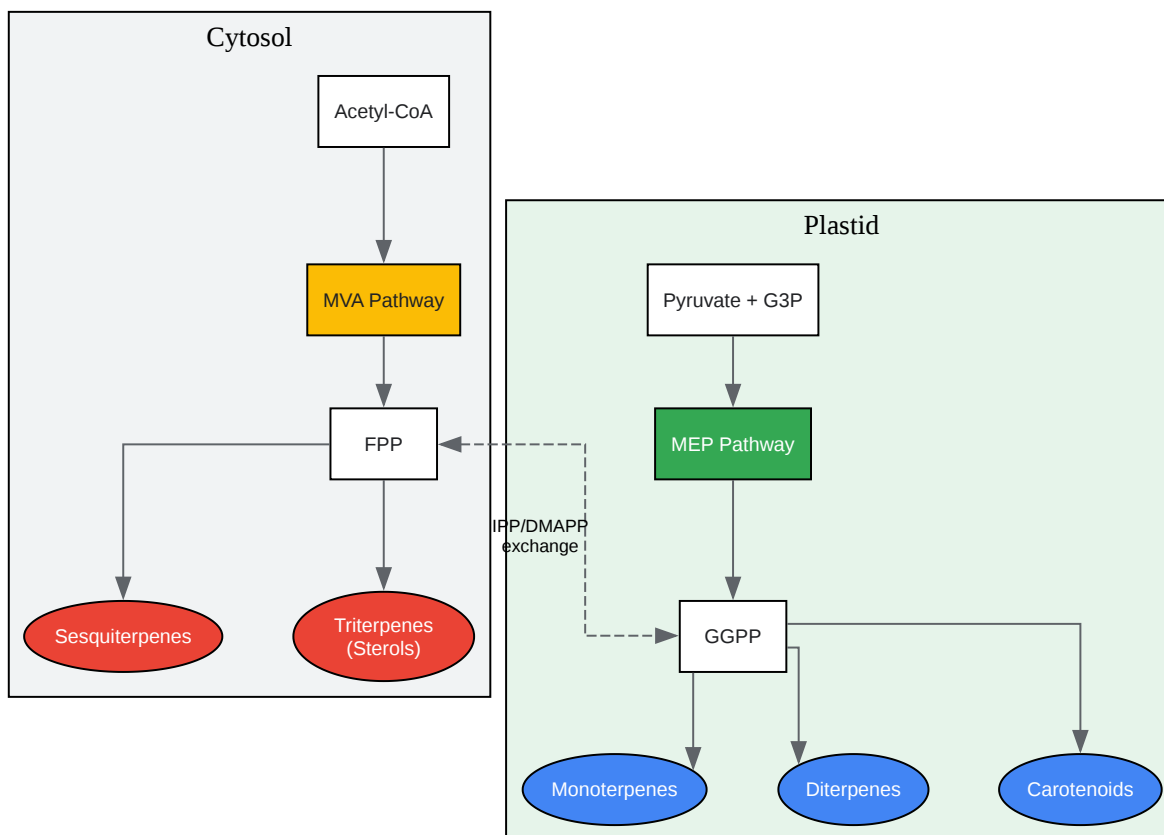 Cytosol
Acetyl-CoA
MVA Pathway
FPP
Sesquiterpenes
Triterpenes
(Sterols)
IPP/DMAPP
exchange
Plastid
Pyruvate + G3P
MEP Pathway
GGPP
Monoterpenes
Diterpenes
Carotenoids